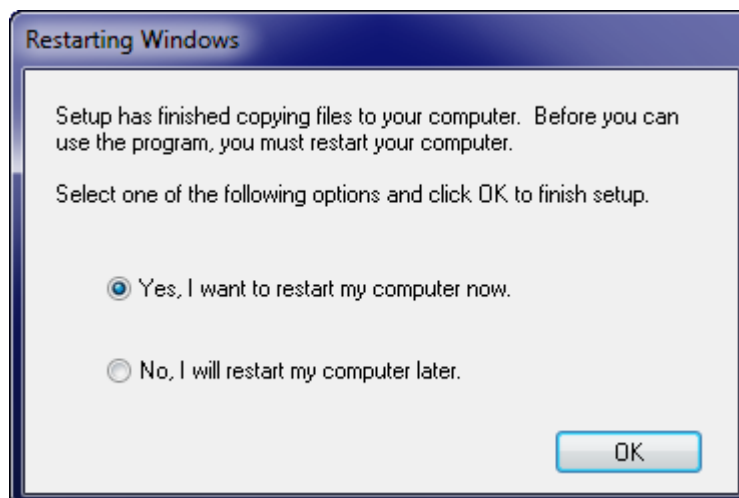 Restarting Windows
Setup has finished copying files to your computer.  Before you can
use the program, you must restart your computer.
Select one of the following options and click OK to finish setup.
Yes, I want to restart my computer now.
No, I will restart my computer later.
OK